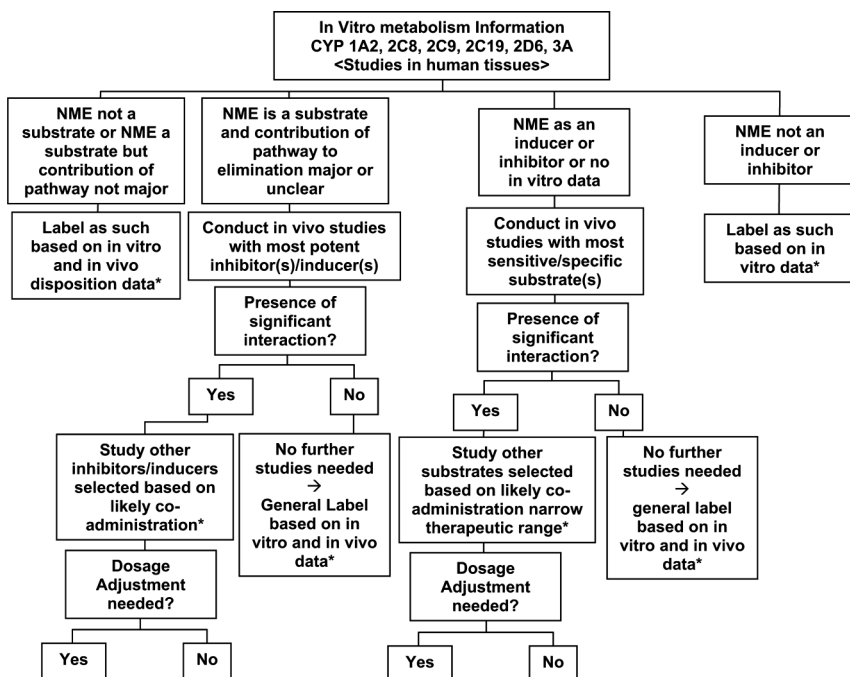 In Vitro metabolism Information
CYP 1A2, 2C8, 2C9, 2C19, 2D6, 3A
<Studies in human tissues>
NME not a
substrate or NME a
substrate but
contribution of
pathway not major
NME is a substrate
and contribution of
pathway to
elimination major or
unclear
NME as an
inducer or
inhibitor or no
in vitro data
NME not an
inducer or
inhibitor
Label as such
based on in vitro
and in vivo
disposition data*
Conduct in vivo studies
with most potent
inhibitor(s)/inducer(s)
Conduct in vivo
studies with most
sensitive/specific
substrate(s)
Label as such
based on in
vitro data*
Presence of
significant
interaction?
Presence of
significant
interaction?
Yes
No
Yes
No
Study other
inhibitors/inducers
selected based on
likely co-
administration*
No further
studies needed
→
General Label
based on in
vitro and in vivo
data*
Study other
substrates selected
based on likely co-
administration narrow
therapeutic range*
No further
studies needed
→
general label
based on in
vitro and in vivo
data*
Dosage
Adjustment
needed?
Dosage
Adjustment
needed?
Yes
No
Yes
No